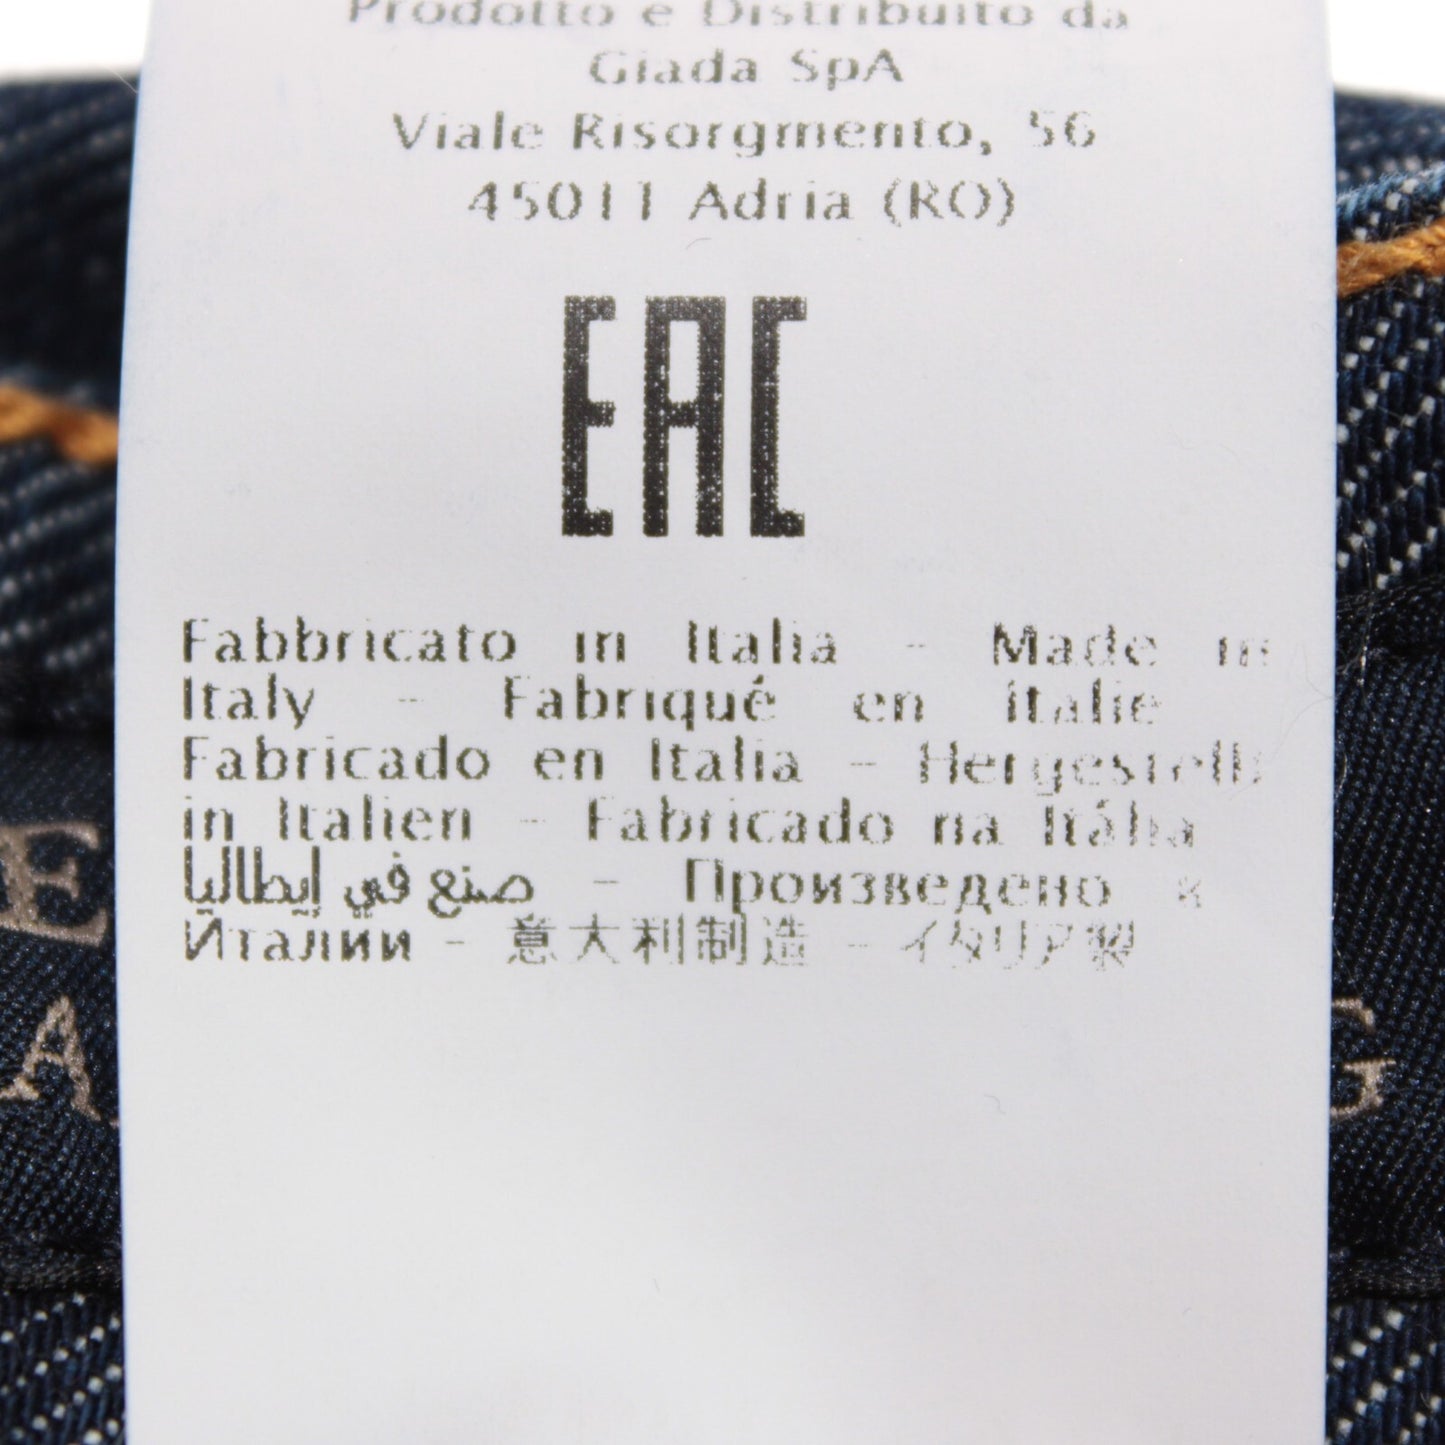 Prodotto e Distribuito da
Giada SpA
Viale Risorgmento, 56
45011 Adria (RO)
EAC
Fabbricato in Italia - Made in
Italy - Fabriqué en Italie
Fabricado en Italia - Hergestellt
in Italien - Fabricado na Itália
صنع في إيطاليا - Произведено в
Италии - 意大利制造 - イタリア製
E
A
G